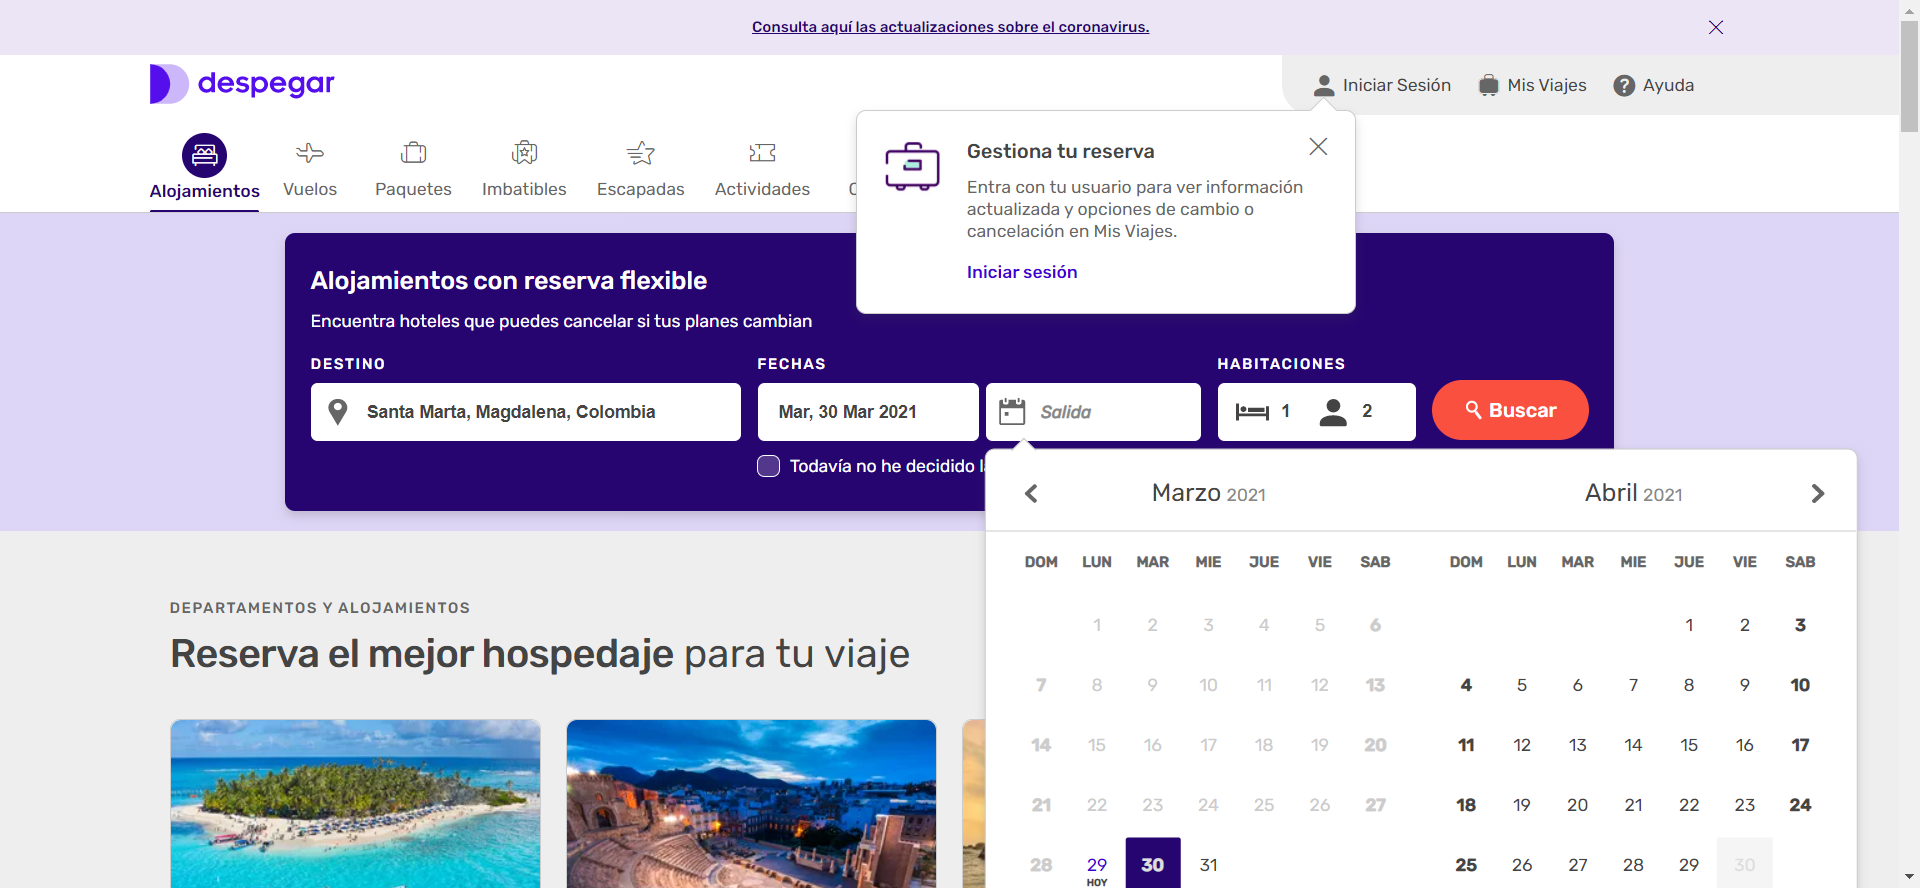 Consulta aquí las actualizaciones sobre el coronavirus.
despegar
Iniciar Sesión
Mis Viajes
? Ayuda
Alojamientos
Vuelos
Paquetes
Imbatibles
Escapadas
Actividades
Gestiona tu reserva
Entra con tu usuario para ver información
actualizada y opciones de cambio o
cancelación en Mis Viajes.
Iniciar sesión
Alojamientos con reserva flexible
Encuentra hoteles que puedes cancelar si tus planes cambian
DESTINO
FECHAS
HABITACIONES
Santa Marta, Magdalena, Colombia
Mar, 30 Mar 2021
Salida
1
2
Buscar
Todavía no he decidido
Marzo 2021
Abril 2021
DOM LUN MAR MIE JUE VIE SAB
DOM LUN MAR MIE JUE VIE SAB
1 2 3 4 5 6
1 2 3
7 8 9 10 11 12 13
4 5 6 7 8 9 10
14 15 16 17 18 19 20
11 12 13 14 15 16 17
21 22 23 24 25 26 27
18 19 20 21 22 23 24
28 29 30 31
HOY
25 26 27 28 29 30
DEPARTAMENTOS Y ALOJAMIENTOS
Reserva el mejor hospedaje para tu viaje